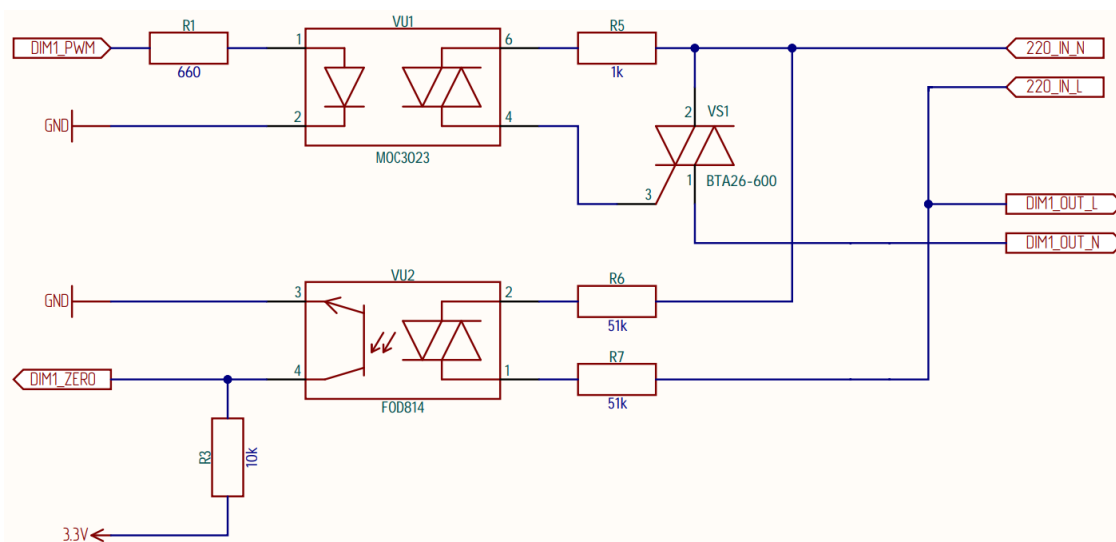 R1
VU1
R5
DIM1_PWM
1
6
220_IN_N
660
1k
220_IN_L
2
VS1
GND
2
4
MOC3023
1
BTA26-600
3
DIM1_OUT_L
DIM1_OUT_N
VU2
R6
GND
3
2
51k
R7
DIM1_ZERO
4
1
FOD814
51k
R3
10k
3.3V